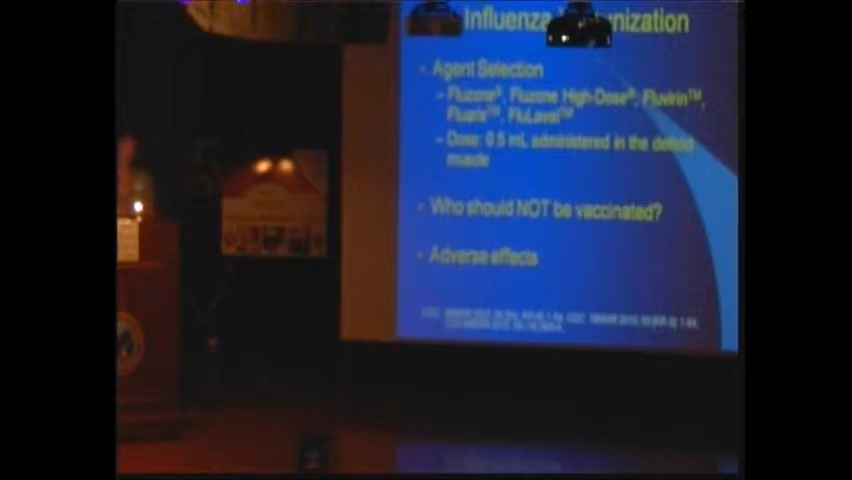 Influenza nization
- Agent Selection
– Fluzone®, Fluzone High-Dose®, Fluvirin™,
Fluarix™, FluLaval™
– Dose: 0.5 mL administered in the deltoid
muscle
- Who should NOT be vaccinated?
- Adverse effects